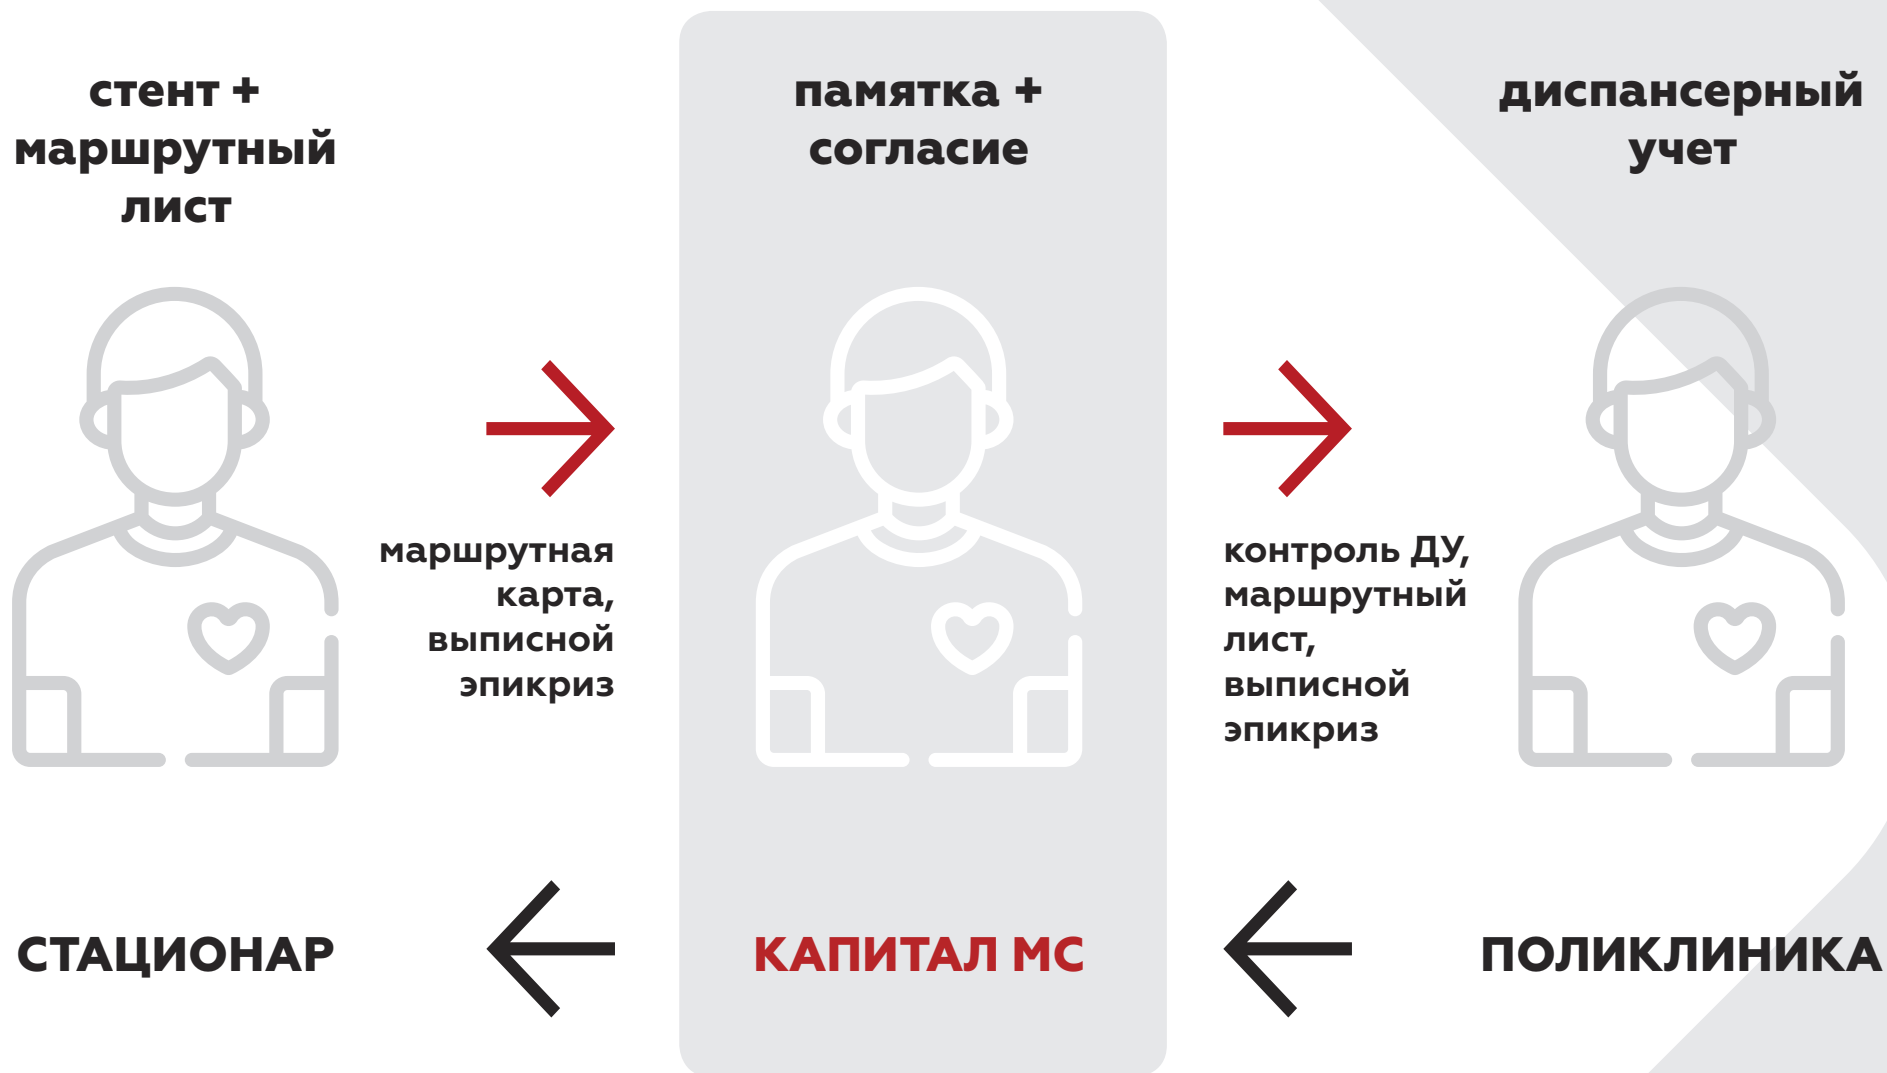 стент +
маршрутный
лист
памятка +
согласие
диспансерный
учет
маршрутная
карта,
выписной
эпикриз
контроль ДУ,
маршрутный
лист,
выписной
эпикриз
СТАЦИОНАР
КАПИТАЛ МС
ПОЛИКЛИНИКА